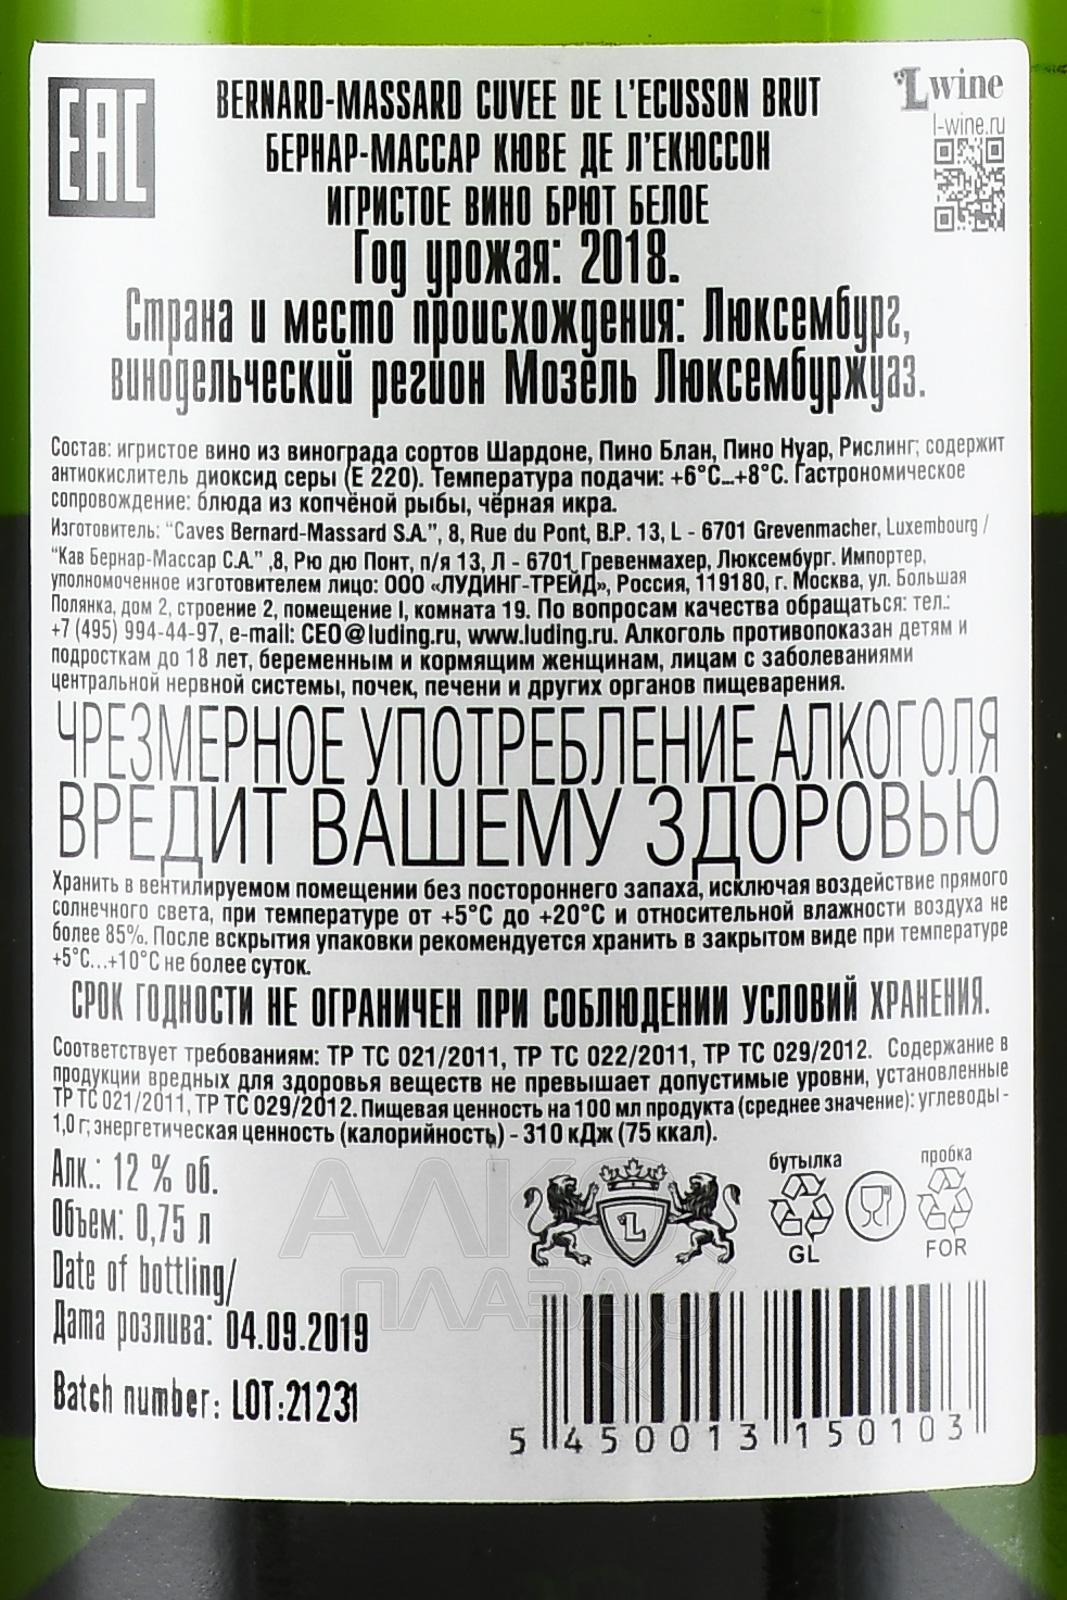 EAC
BERNARD-MASSARD CUVEE DE L'ECUSSON BRUT
БЕРНАР-МАССАР КЮВЕ ДЕ Л'ЕКЮССОН
ИГРИСТОЕ ВИНО БРЮТ БЕЛОЕ
Год урожая: 2018.
Страна и место происхождения: Люксембург,
винодельческий регион Мозель Люксембуржуаз.
Lwine
l-wine.ru
Состав: игристое вино из винограда сортов Шардоне, Пино Блан, Пино Нуар, Рислинг; содержит
антиокислитель диоксид серы (Е 220). Температура подачи: +6°С...+8°С. Гастрономическое
сопровождение: блюда из копчёной рыбы, чёрная икра.
Изготовитель: "Caves Bernard-Massard S.A.", 8, Rue du Pont, B.P. 13, L - 6701 Grevenmacher, Luxembourg /
"Кав Бернар-Массар С.А." ,8, Рю дю Понт, п/я 13, Л - 6701 Гревенмахер, Люксембург. Импортер,
уполномоченное изготовителем лицо: ООО «ЛУДИНГ-ТРЕЙД», Россия, 119180, г. Москва, ул. Большая
Полянка, дом 2, строение 2, помещение I, комната 19. По вопросам качества обращаться: тел.:
+7 (495) 994-44-97, e-mail: CEO@luding.ru, www.luding.ru. Алкоголь противопоказан детям и
подросткам до 18 лет, беременным и кормящим женщинам, лицам с заболеваниями
центральной нервной системы, почек, печени и других органов пищеварения.
ЧРЕЗМЕРНОЕ УПОТРЕБЛЕНИЕ АЛКОГОЛЯ
ВРЕДИТ ВАШЕМУ ЗДОРОВЬЮ
Хранить в вентилируемом помещении без постороннего запаха, исключая воздействие прямого
солнечного света, при температуре от +5°С до +20°С и относительной влажности воздуха не
более 85%. После вскрытия упаковки рекомендуется хранить в закрытом виде при температуре
+5°С...+10°С не более суток.
СРОК ГОДНОСТИ НЕ ОГРАНИЧЕН ПРИ СОБЛЮДЕНИИ УСЛОВИЙ ХРАНЕНИЯ.
Соответствует требованиям: ТР ТС 021/2011, ТР ТС 022/2011, ТР ТС 029/2012. Содержание в
продукции вредных для здоровья веществ не превышает допустимые уровни, установленные
ТР ТС 021/2011, ТР ТС 029/2012. Пищевая ценность на 100 мл продукта (среднее значение): углеводы -
1,0 г; энергетическая ценность (калорийность) - 310 кДж (75 ккал).
Алк.: 12 % об.
Объем: 0,75 л
Date of bottling/
Дата розлива: 04.09.2019
Batch number: LOT:21231
АЛКО
ПЛАЗА
L
бутылка
GL
пробка
FOR
5 450013 150103